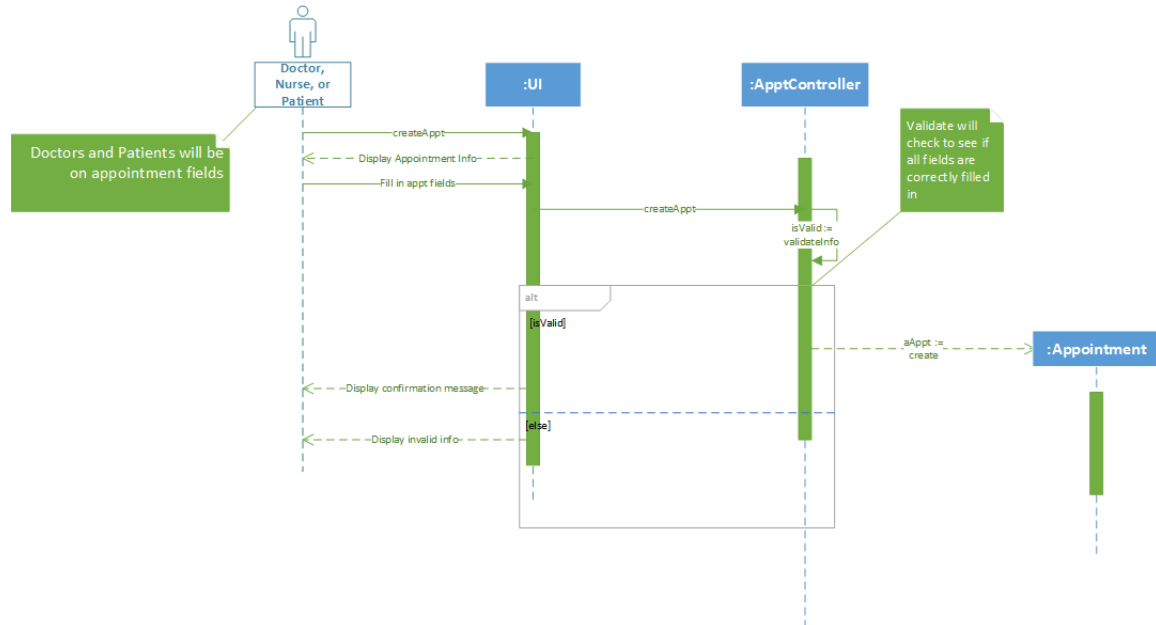 Doctor,
Nurse, or
Patient
:UI
:ApptController
Doctors and Patients will be
on appointment fields
Validate will
check to see if
all fields are
correctly filled
in
createAppt
Display Appointment Info
Fill in appt fields
createAppt
isValid :=
validateInfo
alt
[isValid]
aAppt :=
create
:Appointment
Display confirmation message
[else]
Display invalid info